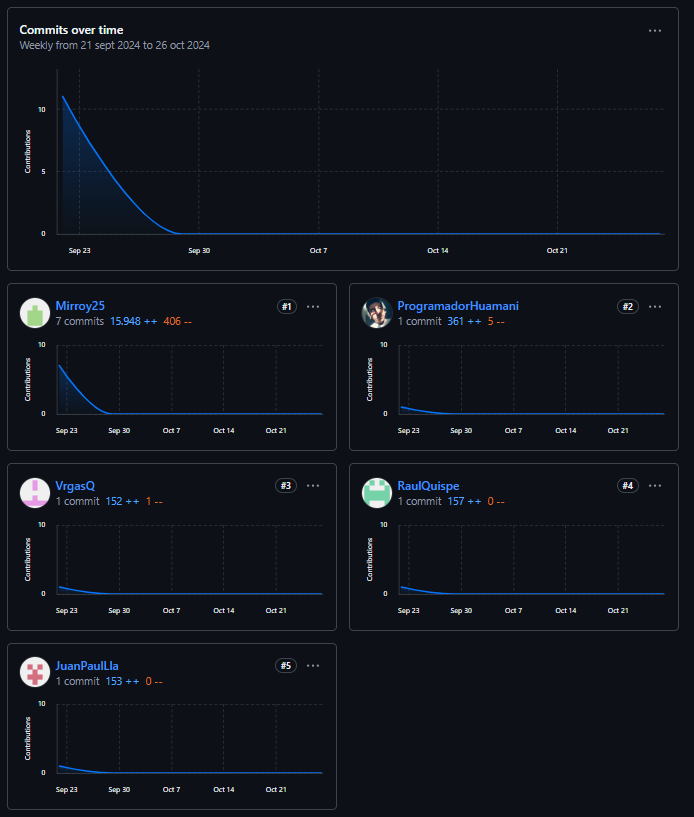 Commits over time
Weekly from 21 sept 2024 to 26 oct 2024
Contributions
10
5
0
Sep 23 Sep 30 Oct 7 Oct 14 Oct 21
Mirroy25 #1
7 commits 15.948 ++ 406 --
Contributions
10
0
Sep 23 Sep 30 Oct 7 Oct 14 Oct 21
ProgramadorHuamani #2
1 commit 361 ++ 5 --
Contributions
10
0
Sep 23 Sep 30 Oct 7 Oct 14 Oct 21
VrgasQ #3
1 commit 152 ++ 1 --
Contributions
10
0
Sep 23 Sep 30 Oct 7 Oct 14 Oct 21
RaulQuispe #4
1 commit 157 ++ 0 --
Contributions
10
0
Sep 23 Sep 30 Oct 7 Oct 14 Oct 21
JuanPaulLla #5
1 commit 153 ++ 0 --
Contributions
10
0
Sep 23 Sep 30 Oct 7 Oct 14 Oct 21